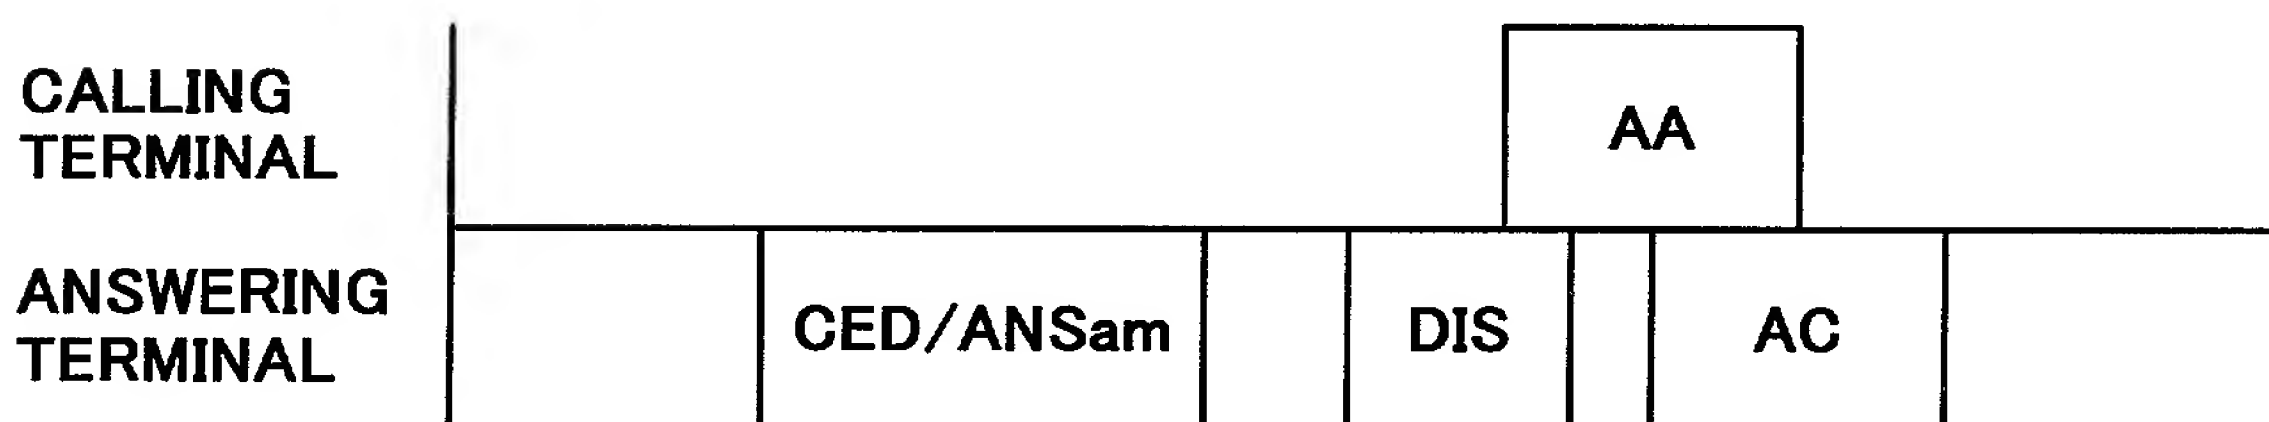 CALLING
TERMINAL
AA
ANSWERING
TERMINAL
CED/ANSam
DIS
AC